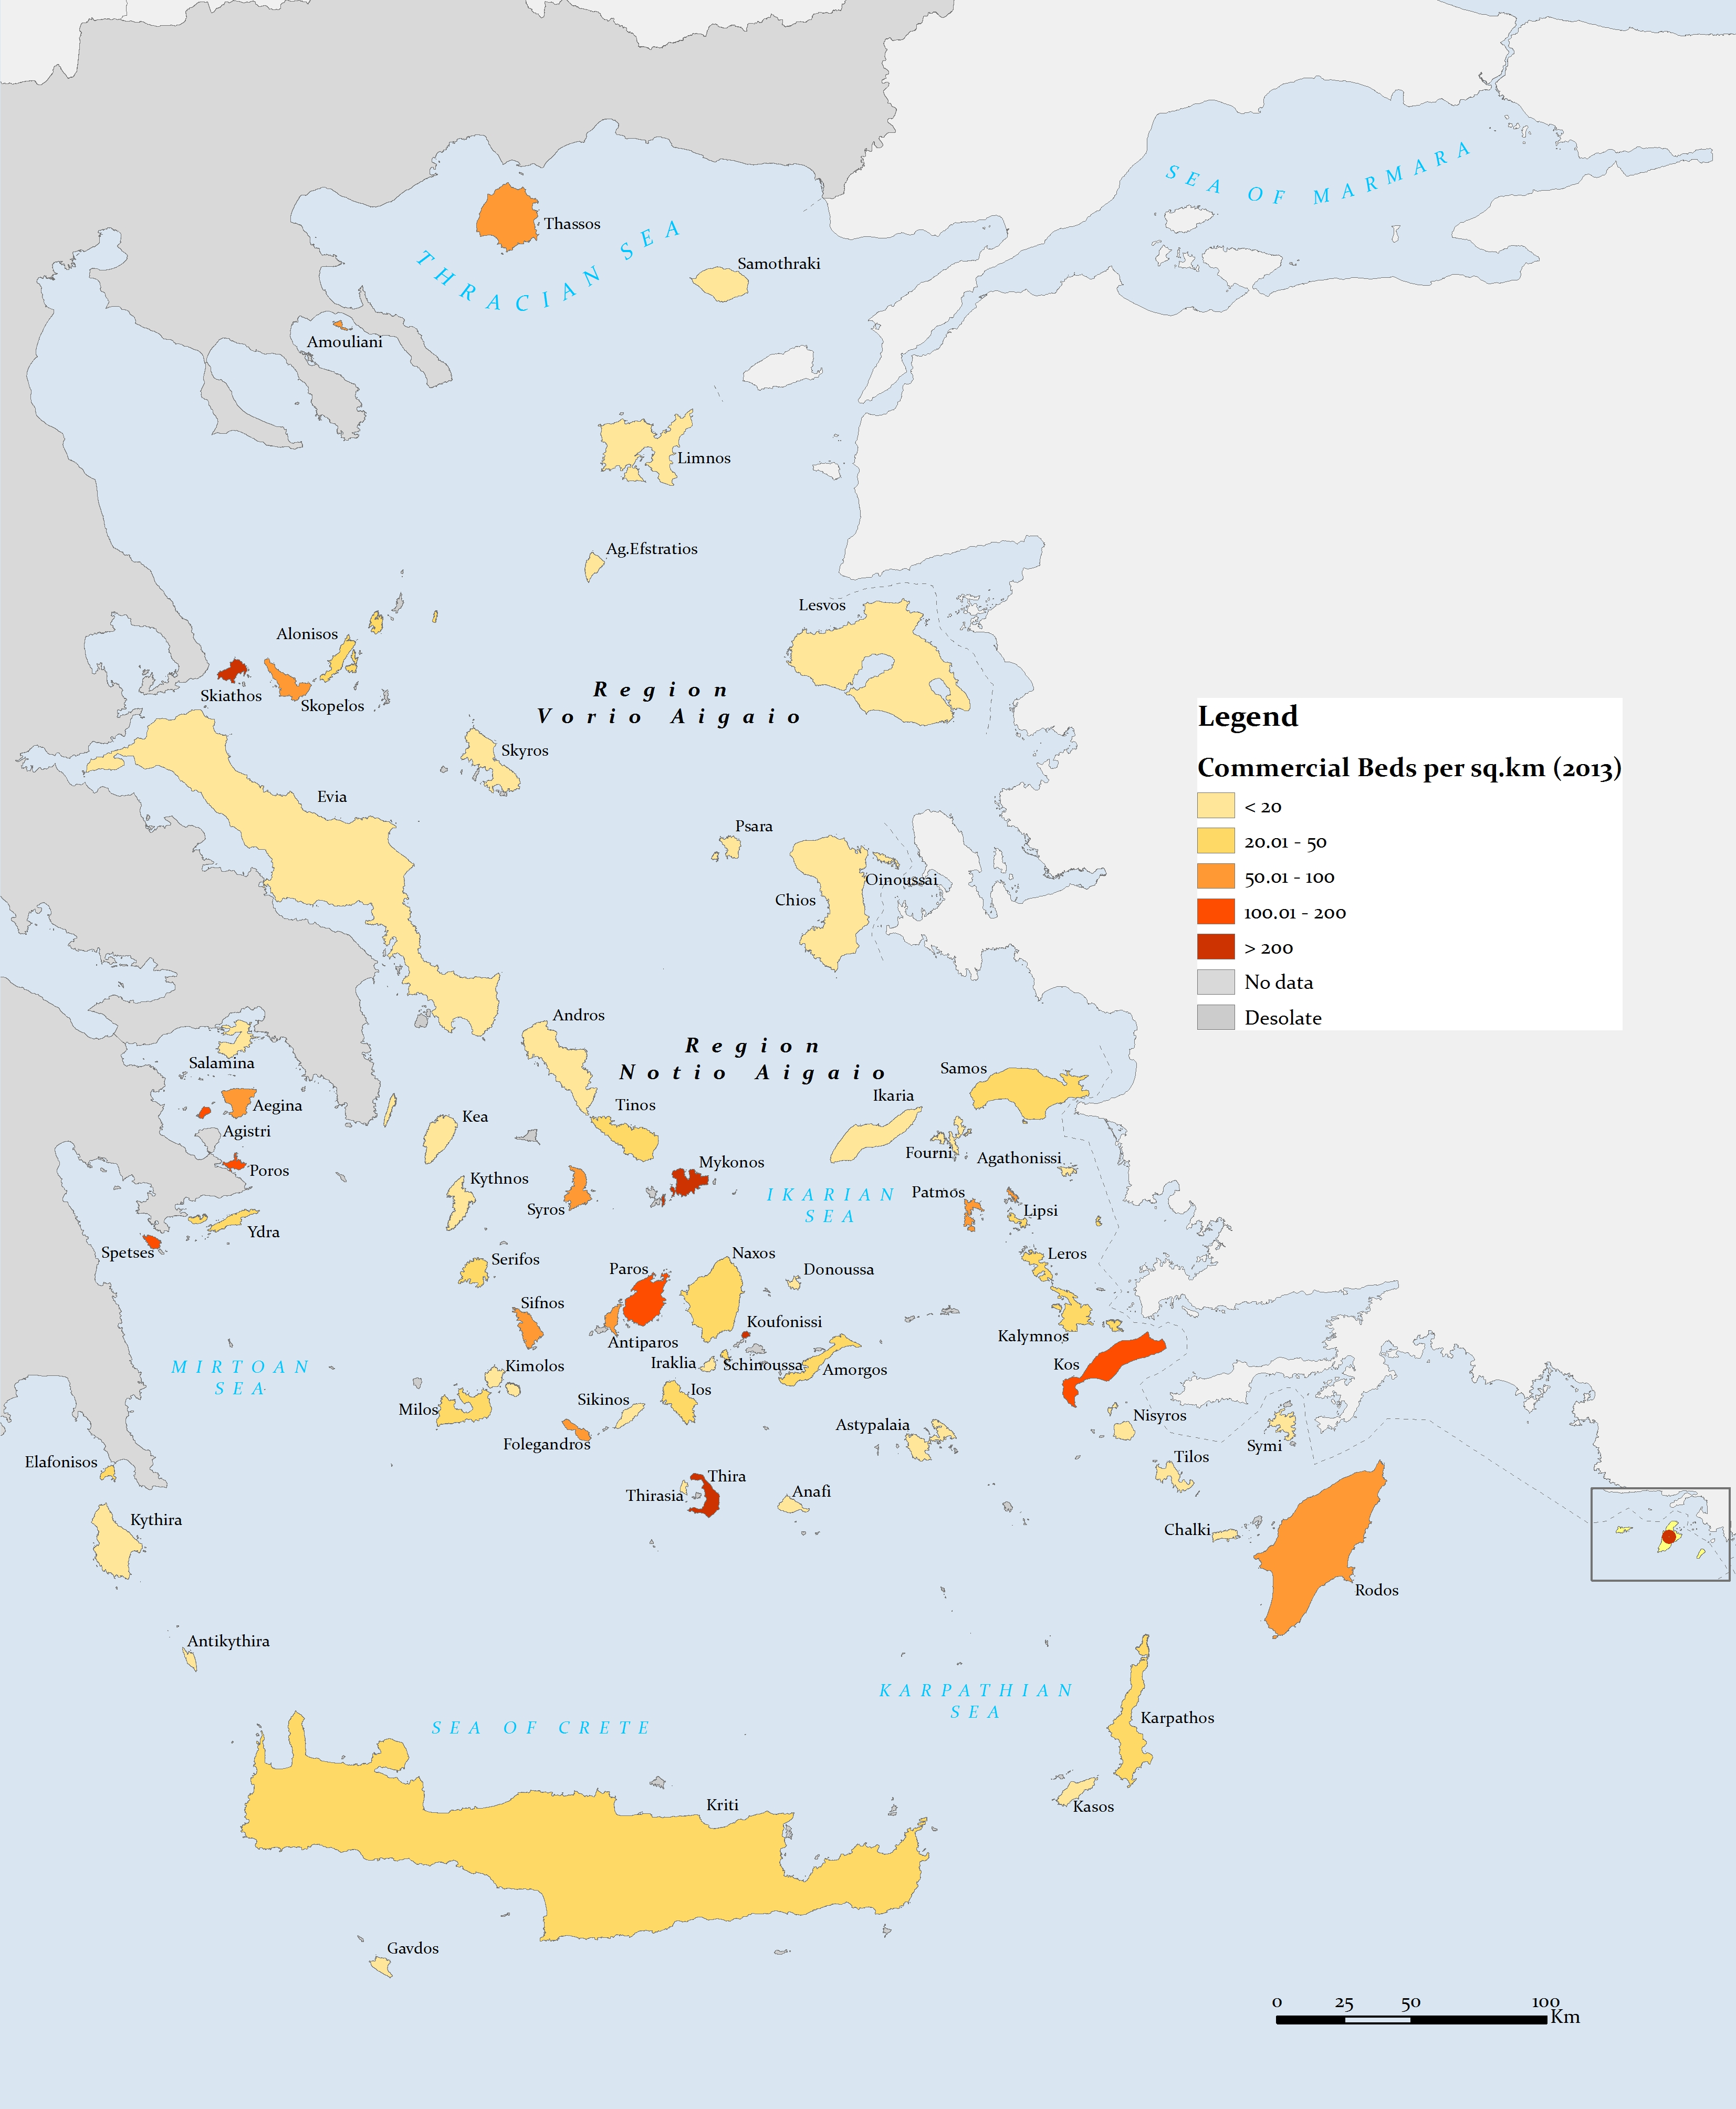 SEA OF MARMARA
Thassos
THRACIAN SEA
Samothraki
Amouliani
Limnos
Ag.Efstratios
Lesvos
Alonisos
Skiathos
Skopelos
Region
Vorio Aigaio
Skyros
Evia
Psara
Oinoussai
Chios
Legend
Commercial Beds per sq.km (2013)
< 20
20.01 - 50
50.01 - 100
100.01 - 200
> 200
No data
Desolate
Andros
Region
Notio Aigaio
Salamina
Samos
Ikaria
Aegina
Tinos
Kea
Agistri
Fourni
Agathonissi
Poros
Mykonos
Kythnos
IKARIAN
SEA
Patmos
Syros
Lipsi
Ydra
Spetses
Serifos
Naxos
Leros
Paros
Donoussa
Sifnos
Koufonissi
Antiparos
Kalymnos
MIRTOAN
SEA
Kimolos
Iraklia
Schinoussa
Amorgos
Kos
Milos
Sikinos
Ios
Folegandros
Astypalaia
Nisyros
Symi
Elafonisos
Tilos
Thira
Thirasia
Anafi
Kythira
Chalki
Rodos
Antikythira
KARPATHIAN
SEA
SEA OF CRETE
Karpathos
Kriti
Kasos
Gavdos
0 25 50 100
Km